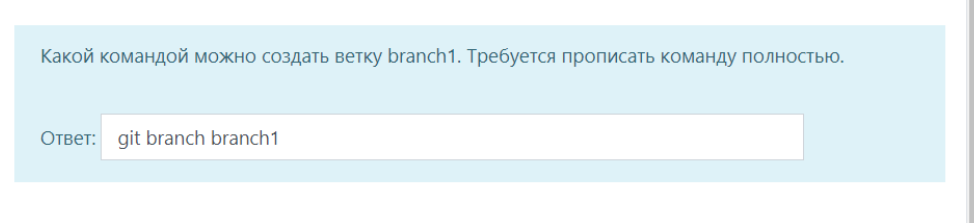 Какой командой можно создать ветку branch1. Требуется прописать команду полностью.
Ответ: git branch branch1